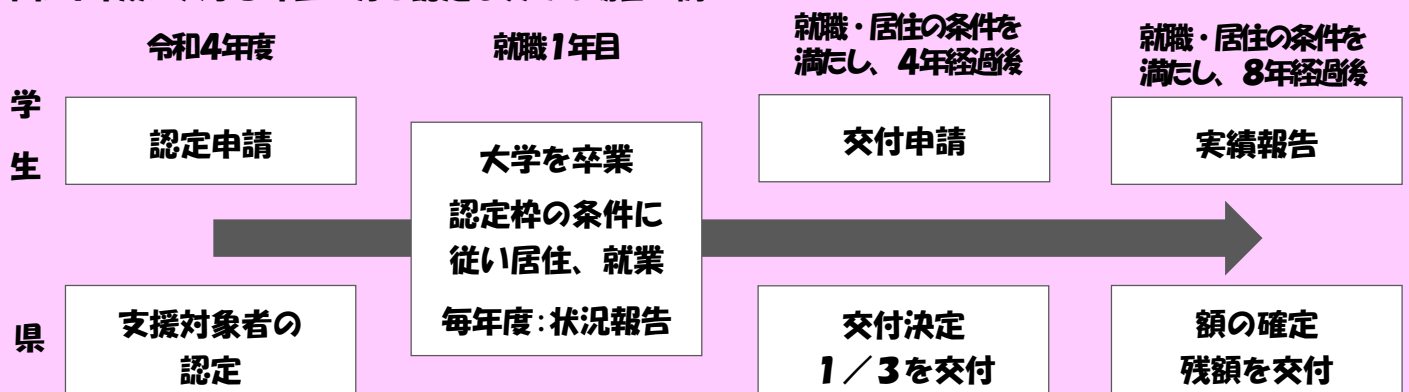 令和4年度
就職1年目
就職・居住の条件を
満たし、4年経過後
就職・居住の条件を
満たし、8年経過後
学
生
認定申請
大学を卒業
認定枠の条件に
従い居住、就業
毎年度:状況報告
交付申請
実績報告
県
支援対象者の
認定
交付決定
1/3を交付
額の確定
残額を交付